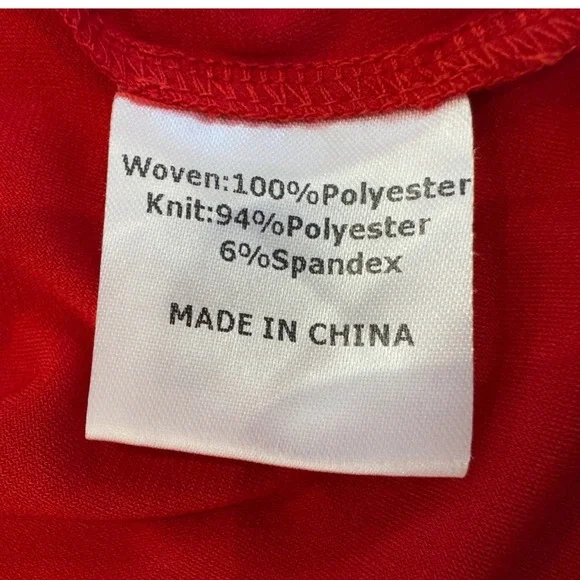 Woven:100%Polyester
Knit:94%Polyester
6%Spandex
MADE IN CHINA